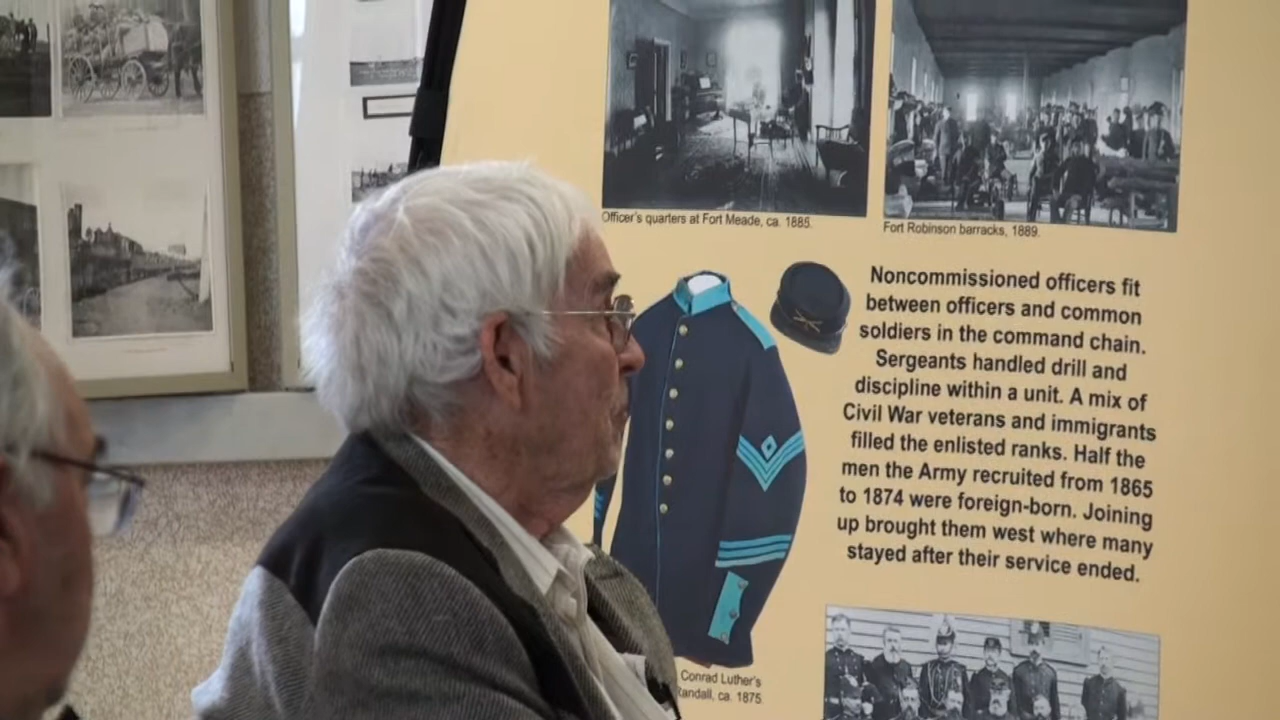 Officer's quarters at Fort Meade, ca. 1885.
Fort Robinson barracks, 1889.
Noncommissioned officers fit
between officers and common
soldiers in the command chain.
Sergeants handled drill and
discipline within a unit. A mix of
Civil War veterans and immigrants
filled the enlisted ranks. Half the
men the Army recruited from 1865
to 1874 were foreign-born. Joining
up brought them west where many
stayed after their service ended.
Conrad Luther's
Randall, ca. 1875.